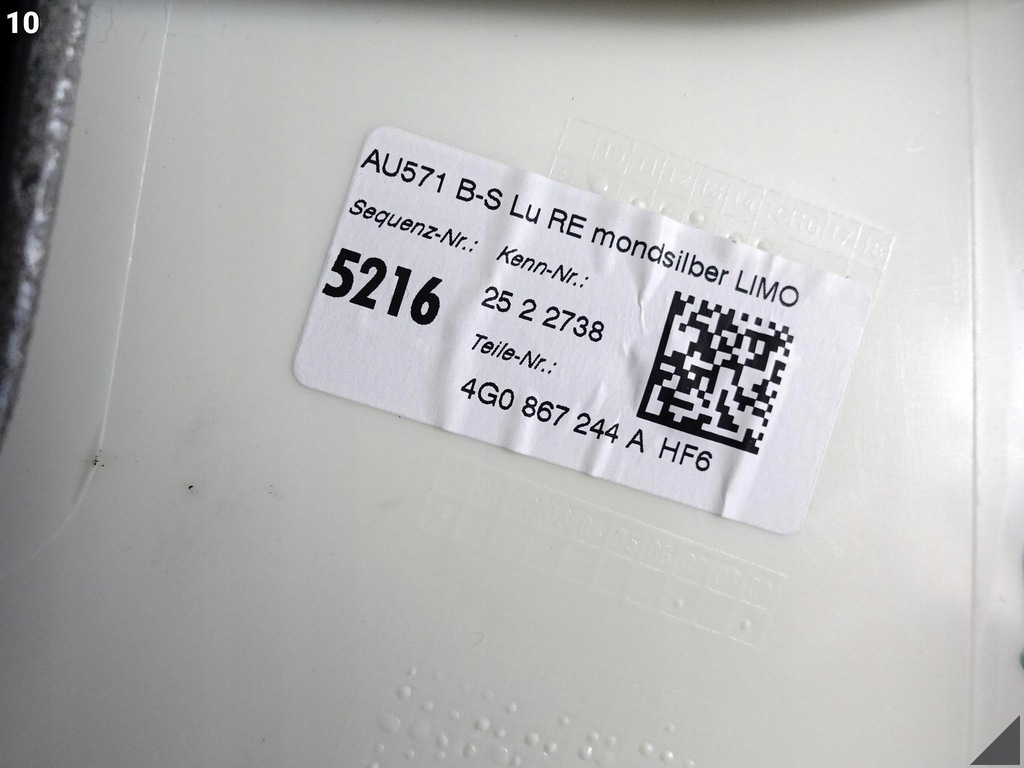 10
AU571 B-S Lu RE mondsilber LIMO
Sequenz-Nr.: Kenn-Nr.:
5216 25 2 2738
Teile-Nr.:
4G0 867 244 A HF6